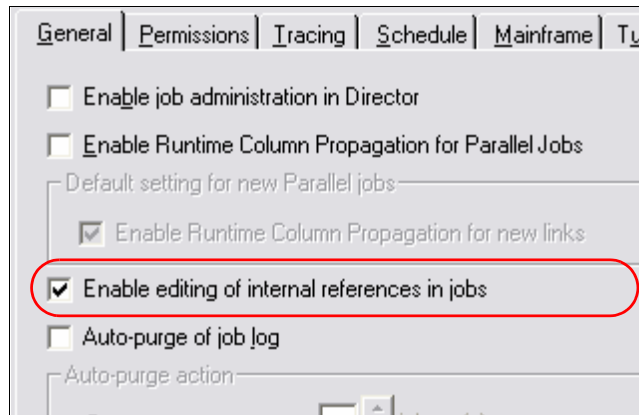 General Permissions Tracing Schedule Mainframe Tu
Enable job administration in Director
Enable Runtime Column Propagation for Parallel Jobs
Default setting for new Parallel jobs
Enable Runtime Column Propagation for new links
Enable editing of internal references in jobs
Auto-purge of job log
Auto-purge action